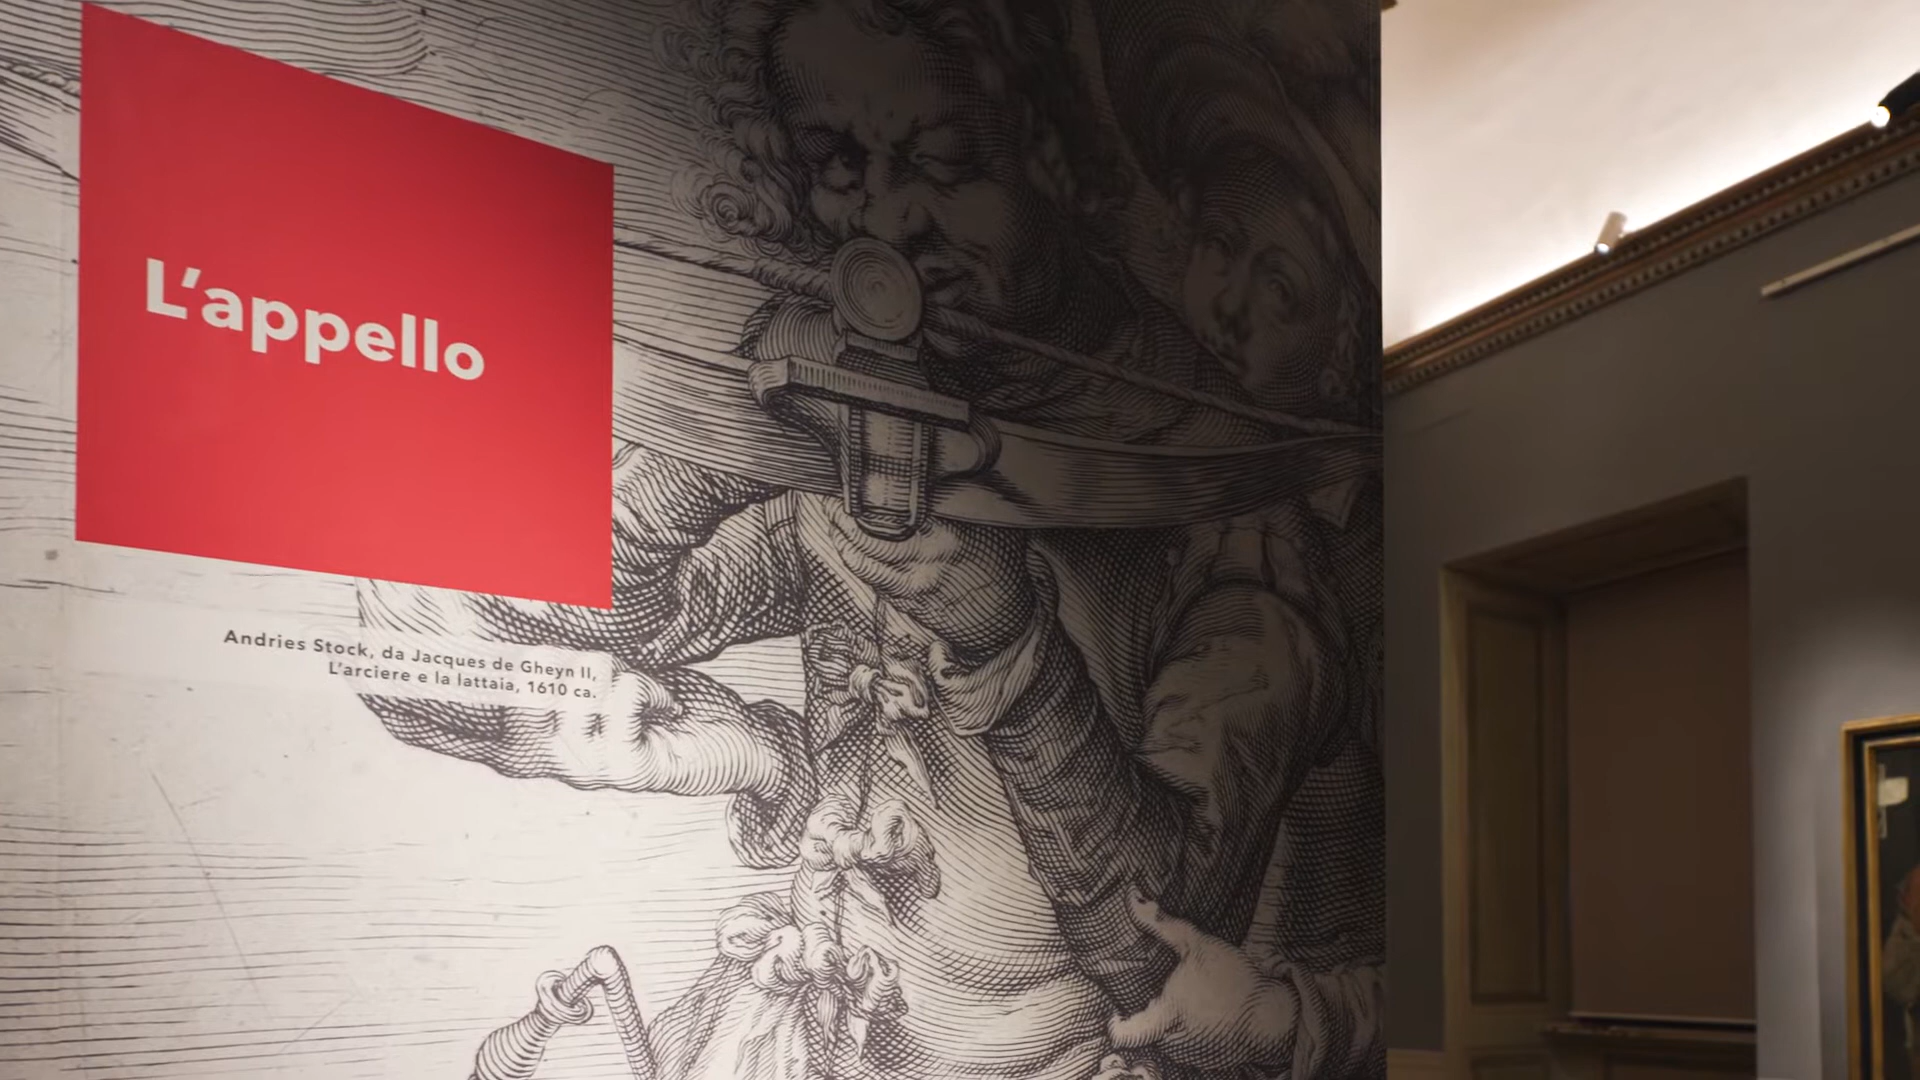 L'appello
Andries Stock, da Jacques de Gheyn II,
L'arciere e la lattaia, 1610 ca.